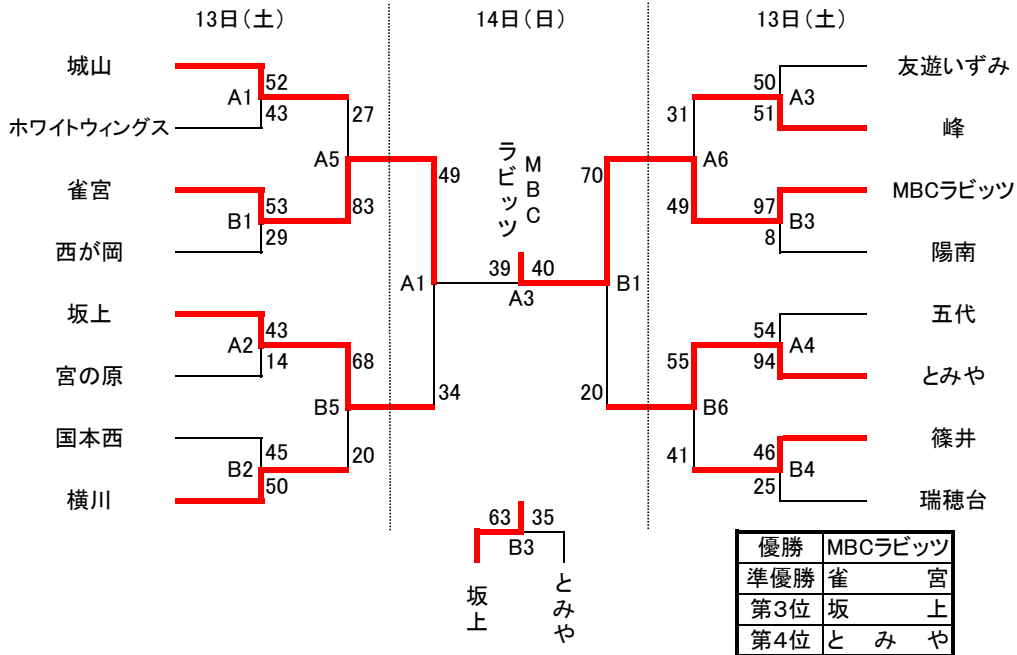 13日(土) 14日(日) 13日(土)
城山 52 50 友遊いずみ
A1 27 31 A3
ホワイトウィングス 43 51 峰
A5 49 MBCラビッツ 70 A6
雀宮 53 83 49 97 MBCラビッツ
B1 B3
西が岡 29 8 陽南
A1 39 40 B1
A3
坂上 43 54 五代
A2 68 55 A4
宮の原 14 94 とみや
B5 34 20 B6
国本西 45 20 41 46 篠井
B2 B4
横川 50 25 瑞穂台
63 35
B3
坂上 とみや
優勝 MBCラビッツ
準優勝 雀宮
第3位 坂上
第4位 とみや